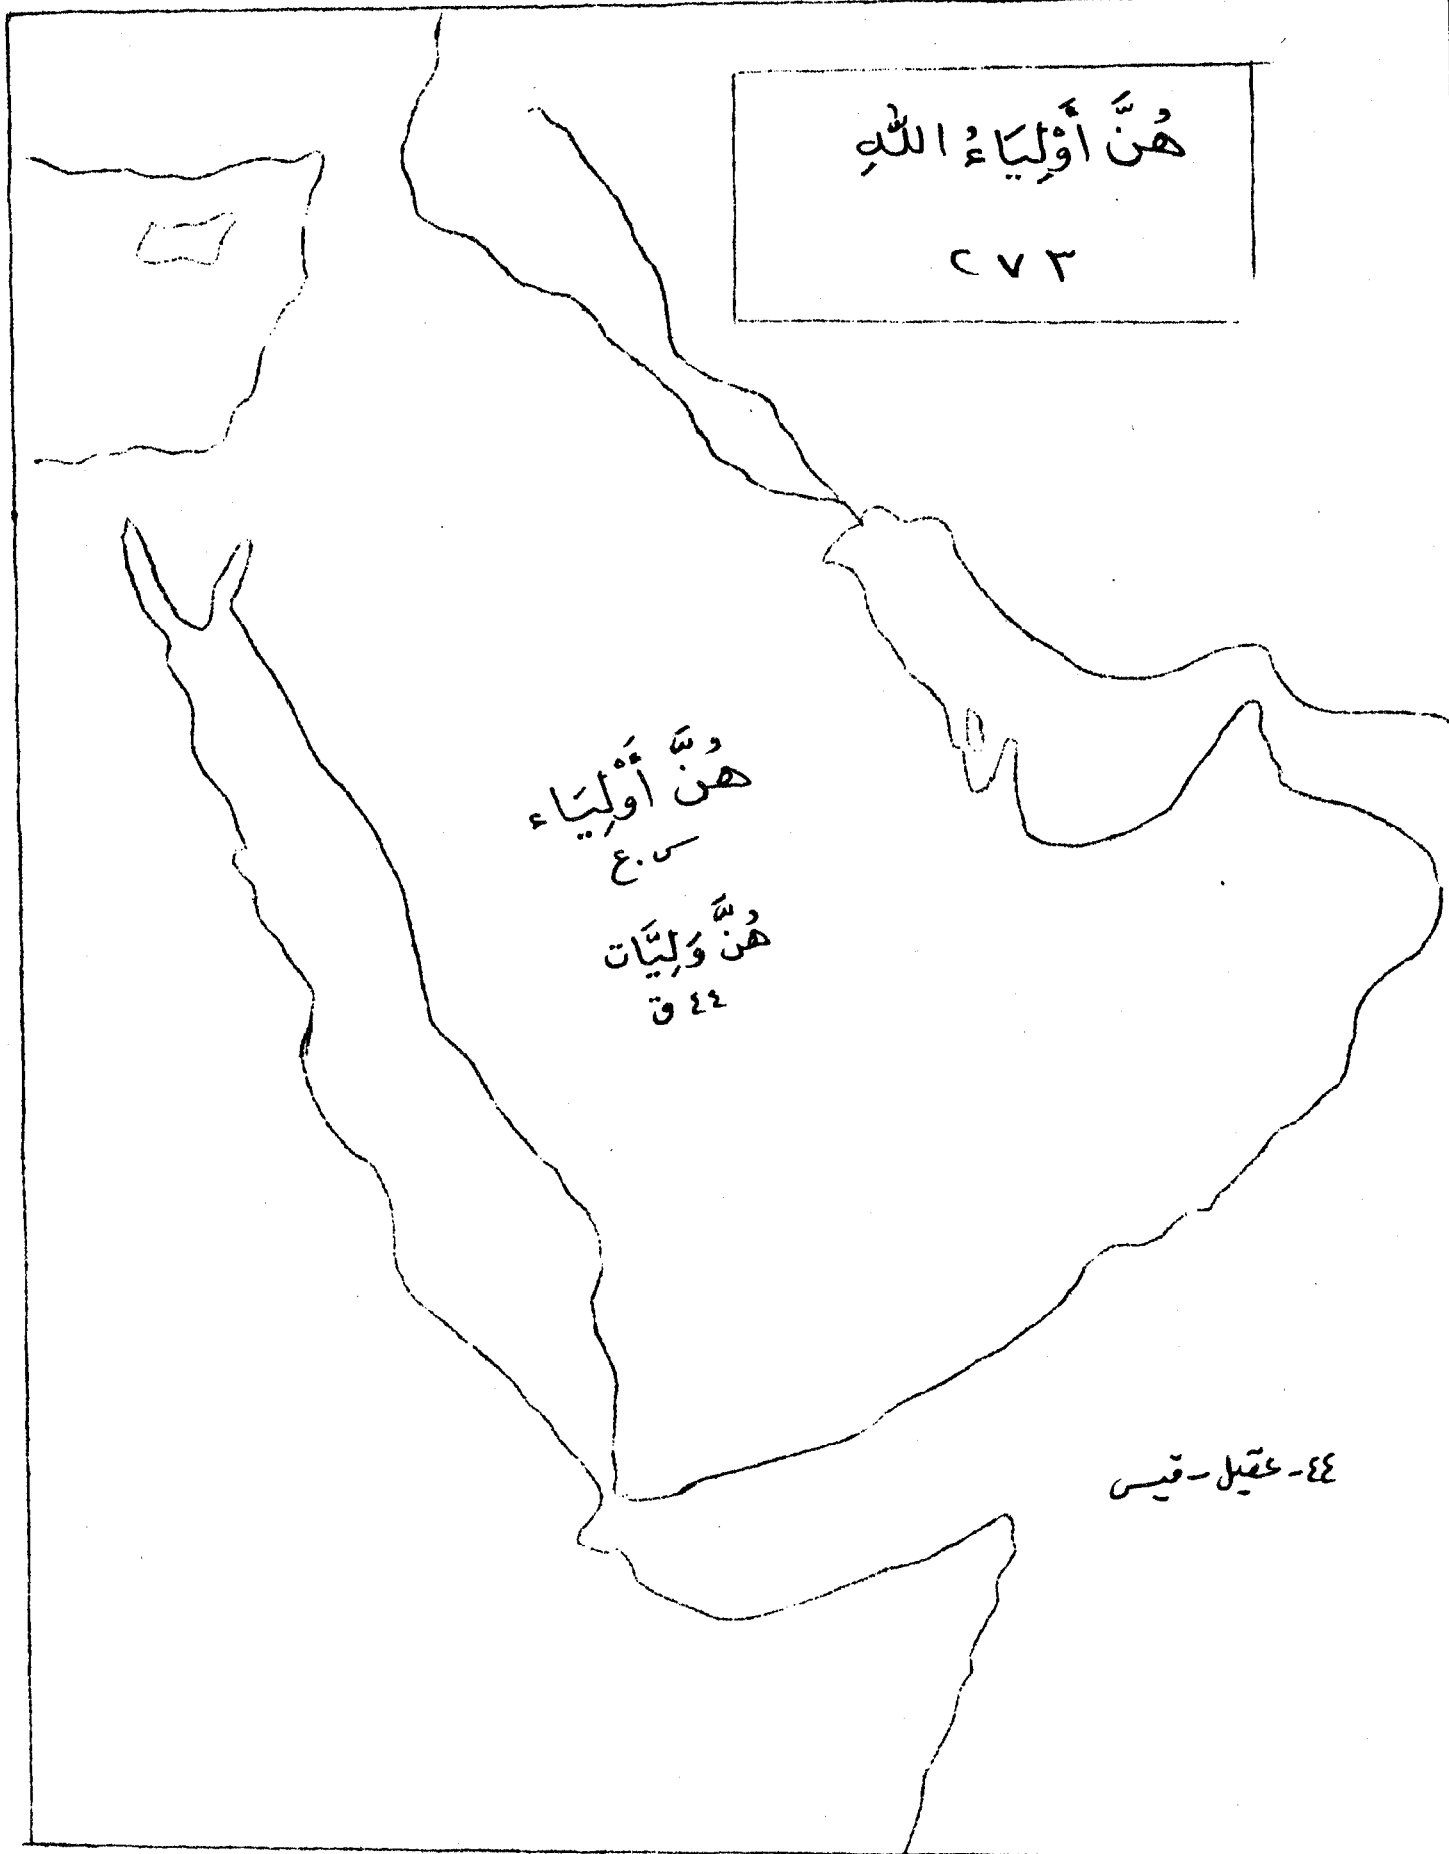 هُنَّ أَوْلِيَاءُ اللّٰهِ
٢٧٣
هُنَّ أَوْلِيَاء
س.ع
هُنَّ وَلِيَّات
٤٤ ق
٤٤- عقيل - قيس